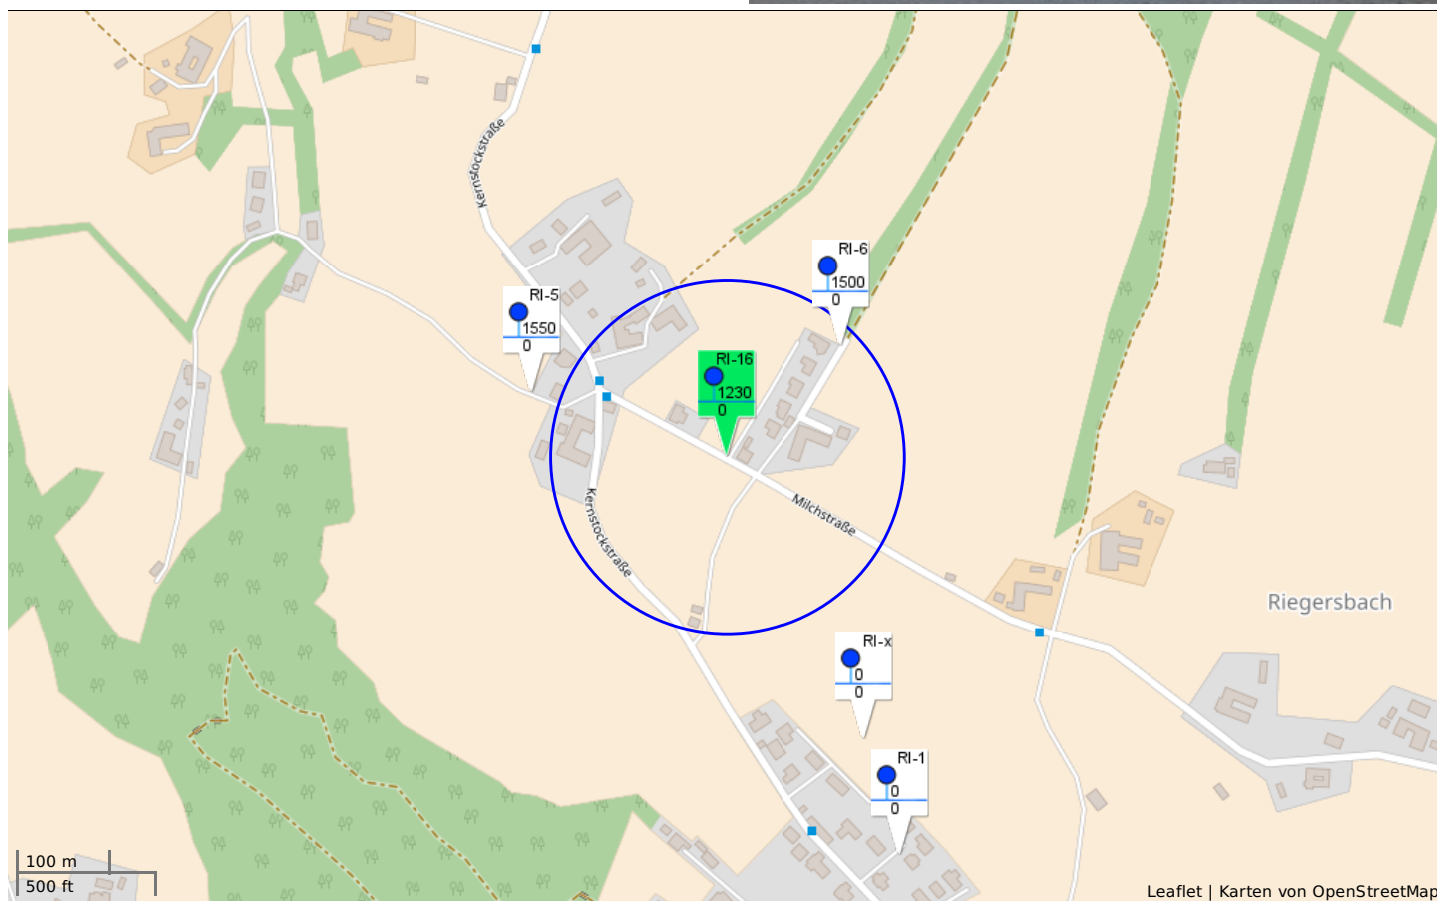 Kernstockstraße
RI-6
1500
0
RI-5
1550
0
RI-16
1230
0
Kernstockstraße
Milchstraße
Riegersbach
RI-x
0
0
RI-1
0
0
100 m
500 ft
Leaflet | Karten von OpenStreetMap